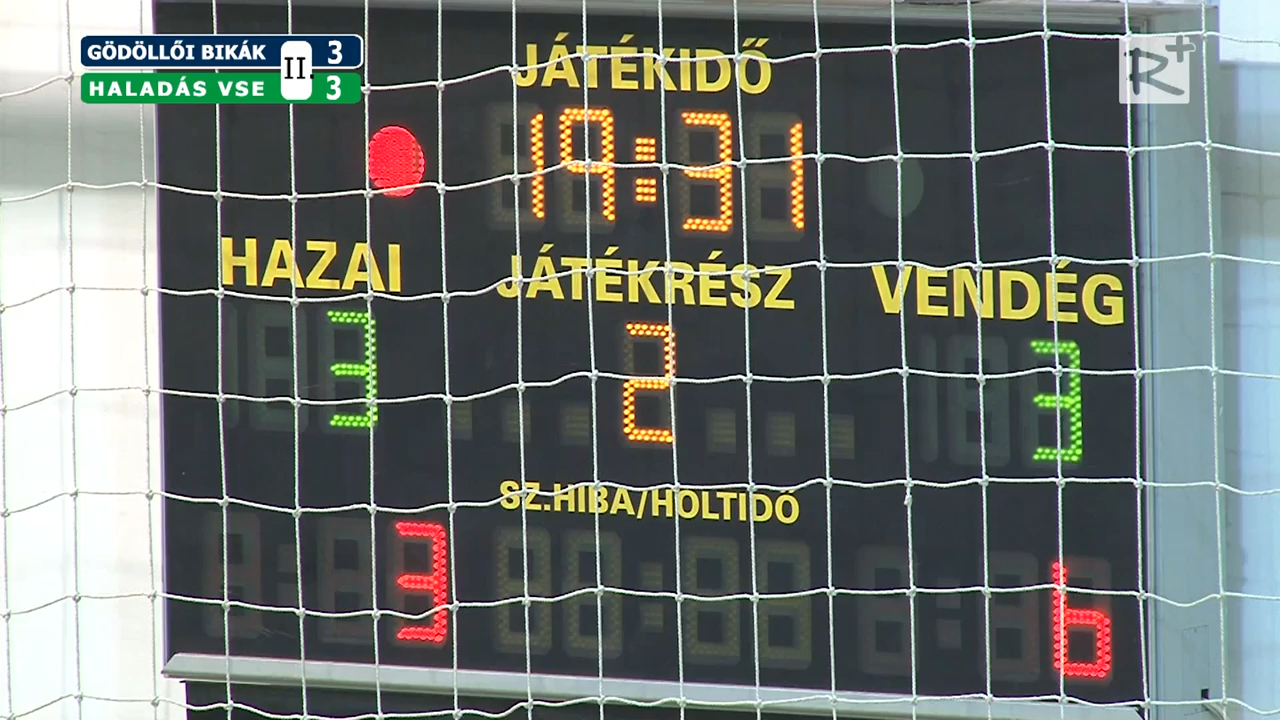 GÖDÖLLŐI BIKÁK 3
II.
HALADÁS VSE 3
R+
JÁTÉKIDŐ
19:31
HAZAI JÁTÉKRÉSZ VENDÉG
3 2 3
SZ.HIBA/HOLTIDŐ
3 6